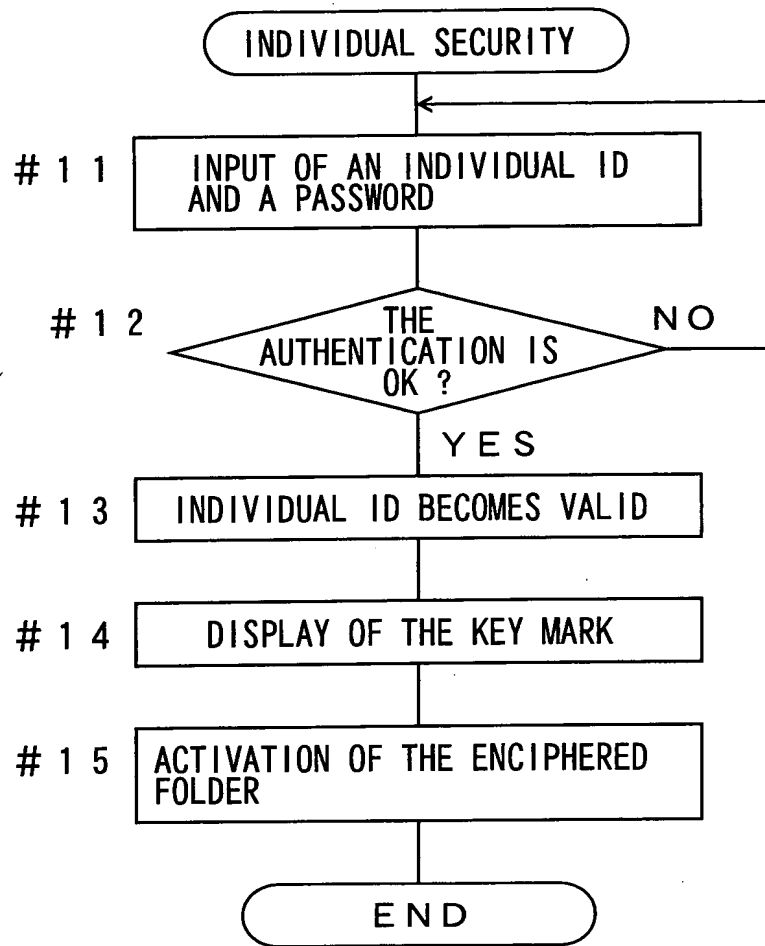 INDIVIDUAL SECURITY
#11
INPUT OF AN INDIVIDUAL ID
AND A PASSWORD
#12
THE
AUTHENTICATION IS
OK ?
NO
YES
#13
INDIVIDUAL ID BECOMES VALID
#14
DISPLAY OF THE KEY MARK
#15
ACTIVATION OF THE ENCIPHERED
FOLDER
END